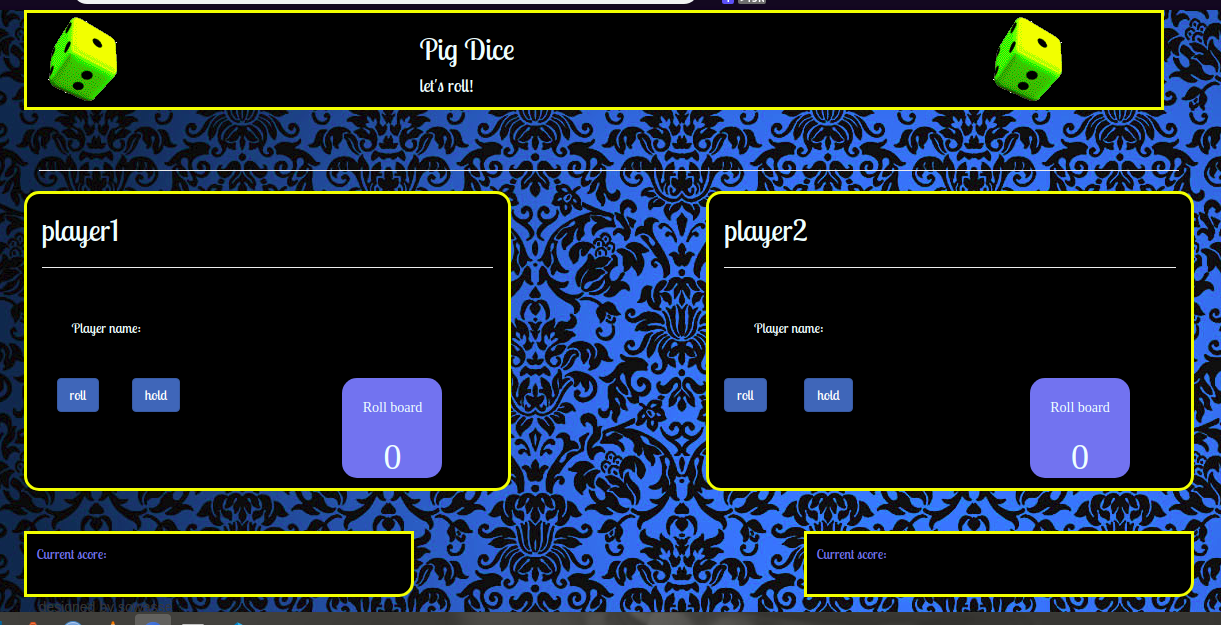 Pig Dice
let's roll!
player1
player2
Player name:
Player name:
roll
hold
Roll board
0
roll
hold
Roll board
0
Current score:
Current score:
designed by